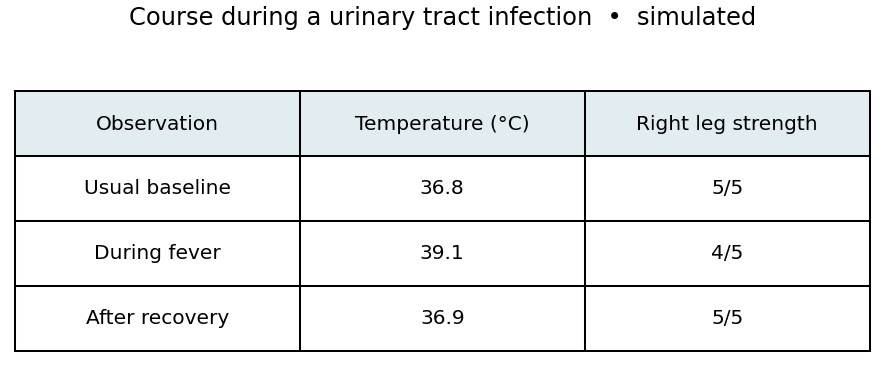 Course during a urinary tract infection • simulated
Observation Temperature (°C) Right leg strength
Usual baseline 36.8 5/5
During fever 39.1 4/5
After recovery 36.9 5/5